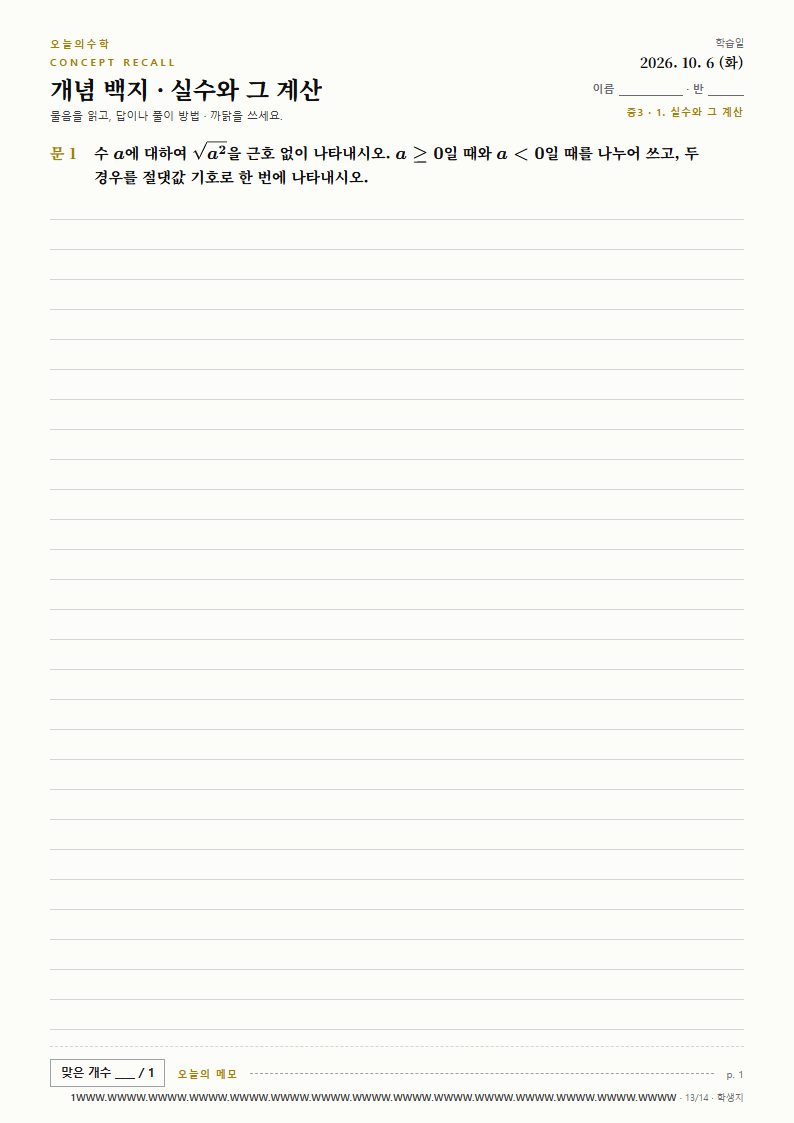 오늘의수학
CONCEPT RECALL
개념 백지 · 실수와 그 계산
물음을 읽고, 답이나 풀이 방법 · 까닭을 쓰세요.
학습일
2026. 10. 6 (화)
이름 ________ · 반 ____
중3 · 1. 실수와 그 계산
문 1 수 a에 대하여 √a²을 근호 없이 나타내시오. a ≥ 0일 때와 a < 0일 때를 나누어 쓰고, 두
경우를 절댓값 기호로 한 번에 나타내시오.
맞은 개수 ___ / 1 오늘의 메모 p. 1
1WWW.WWWW.WWWW.WWWW.WWWW.WWWW.WWWW.WWWW.WWWW.WWWW.WWWW.WWWW.WWWW.WWWW.WWWW · 13/14 · 학생지